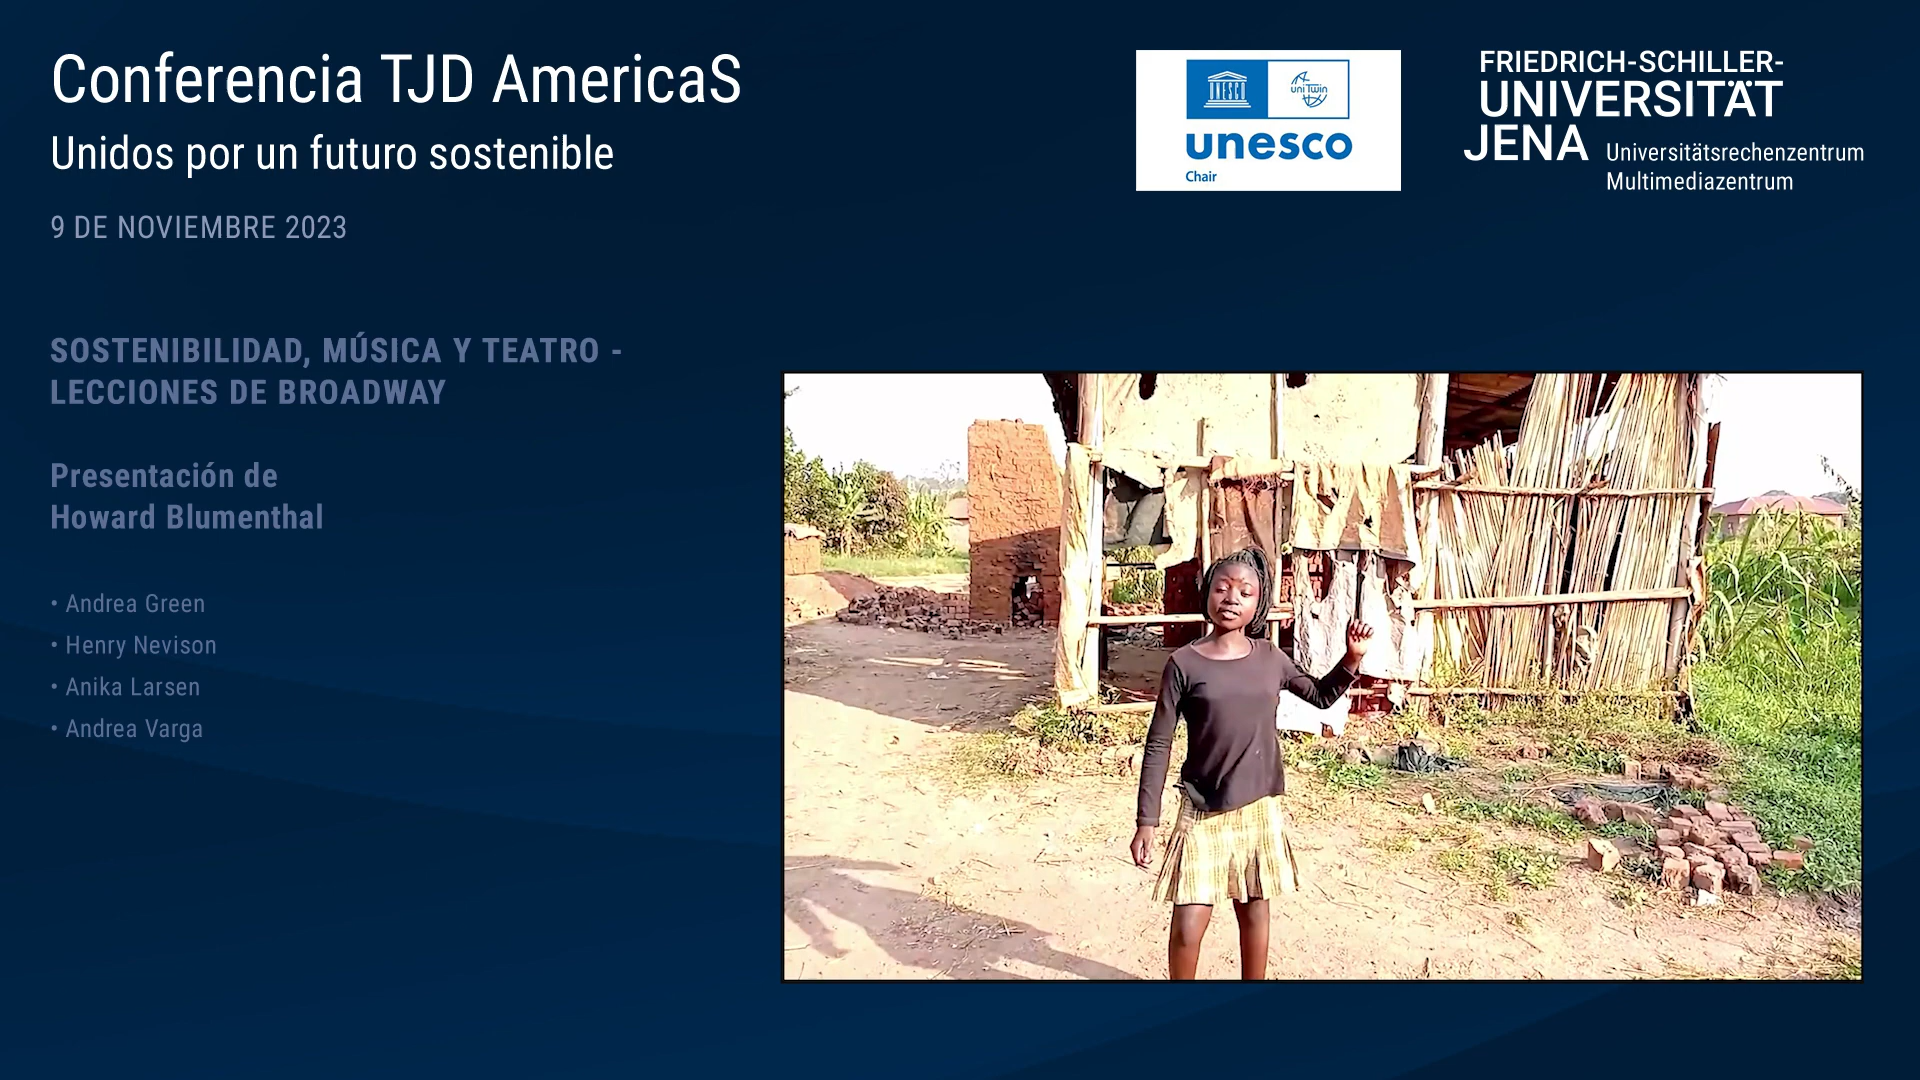 Conferencia TJD AmericaS
Unidos por un futuro sostenible
9 DE NOVIEMBRE 2023
UNESCO
uniTwin
unesco
Chair
FRIEDRICH-SCHILLER-
UNIVERSITÄT
JENA
Universitätsrechenzentrum
Multimediazentrum
SOSTENIBILIDAD, MÚSICA Y TEATRO -
LECCIONES DE BROADWAY
Presentación de
Howard Blumenthal
• Andrea Green
• Henry Nevison
• Anika Larsen
• Andrea Varga